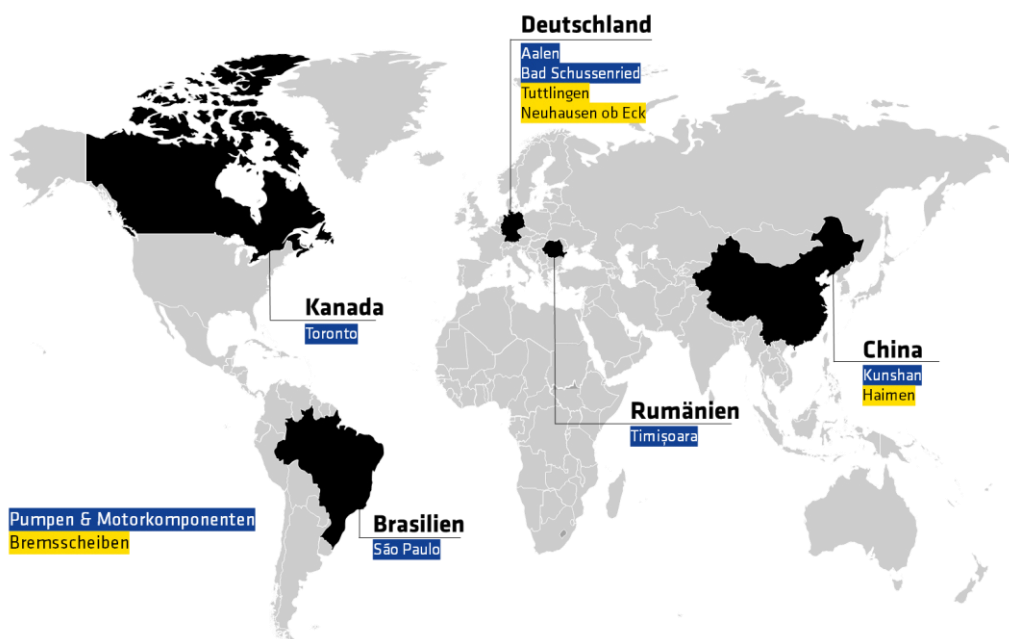 Deutschland
Aalen
Bad Schussenried
Tuttlingen
Neuhausen ob Eck
Kanada
Toronto
China
Kunshan
Haimen
Rumänien
Timișoara
Brasilien
São Paulo
Pumpen & Motorkomponenten
Bremsscheiben